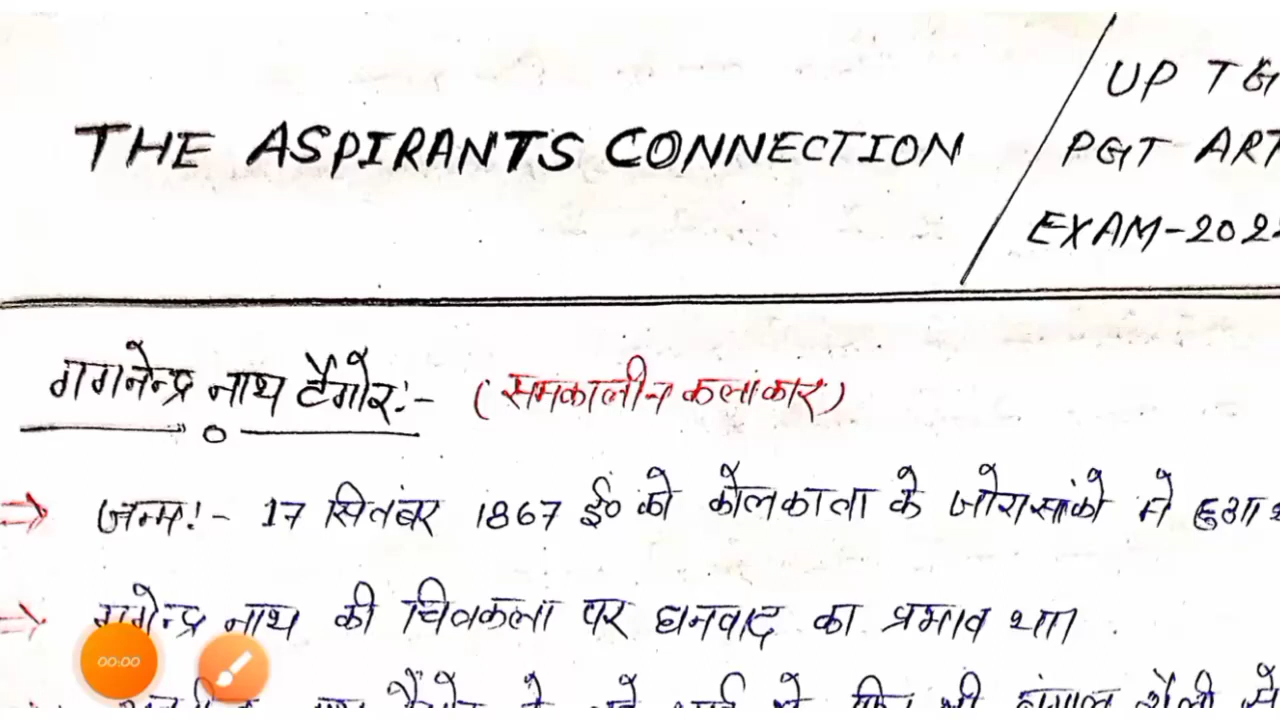 UP TG
THE ASPIRANTS CONNECTION
PGT ART
EXAM-202
गगनेन्द्र नाथ टैगोर:- (समकालीन कलाकार)
⇒ जन्म:- 17 सितंबर 1867 ई० को कोलकाता के जोरासांको मे हुआ
⇒ गगेन्द्र नाथ की चित्रकला पर घनवाद का प्रभाव था।
00:00
बंगाल शैली से